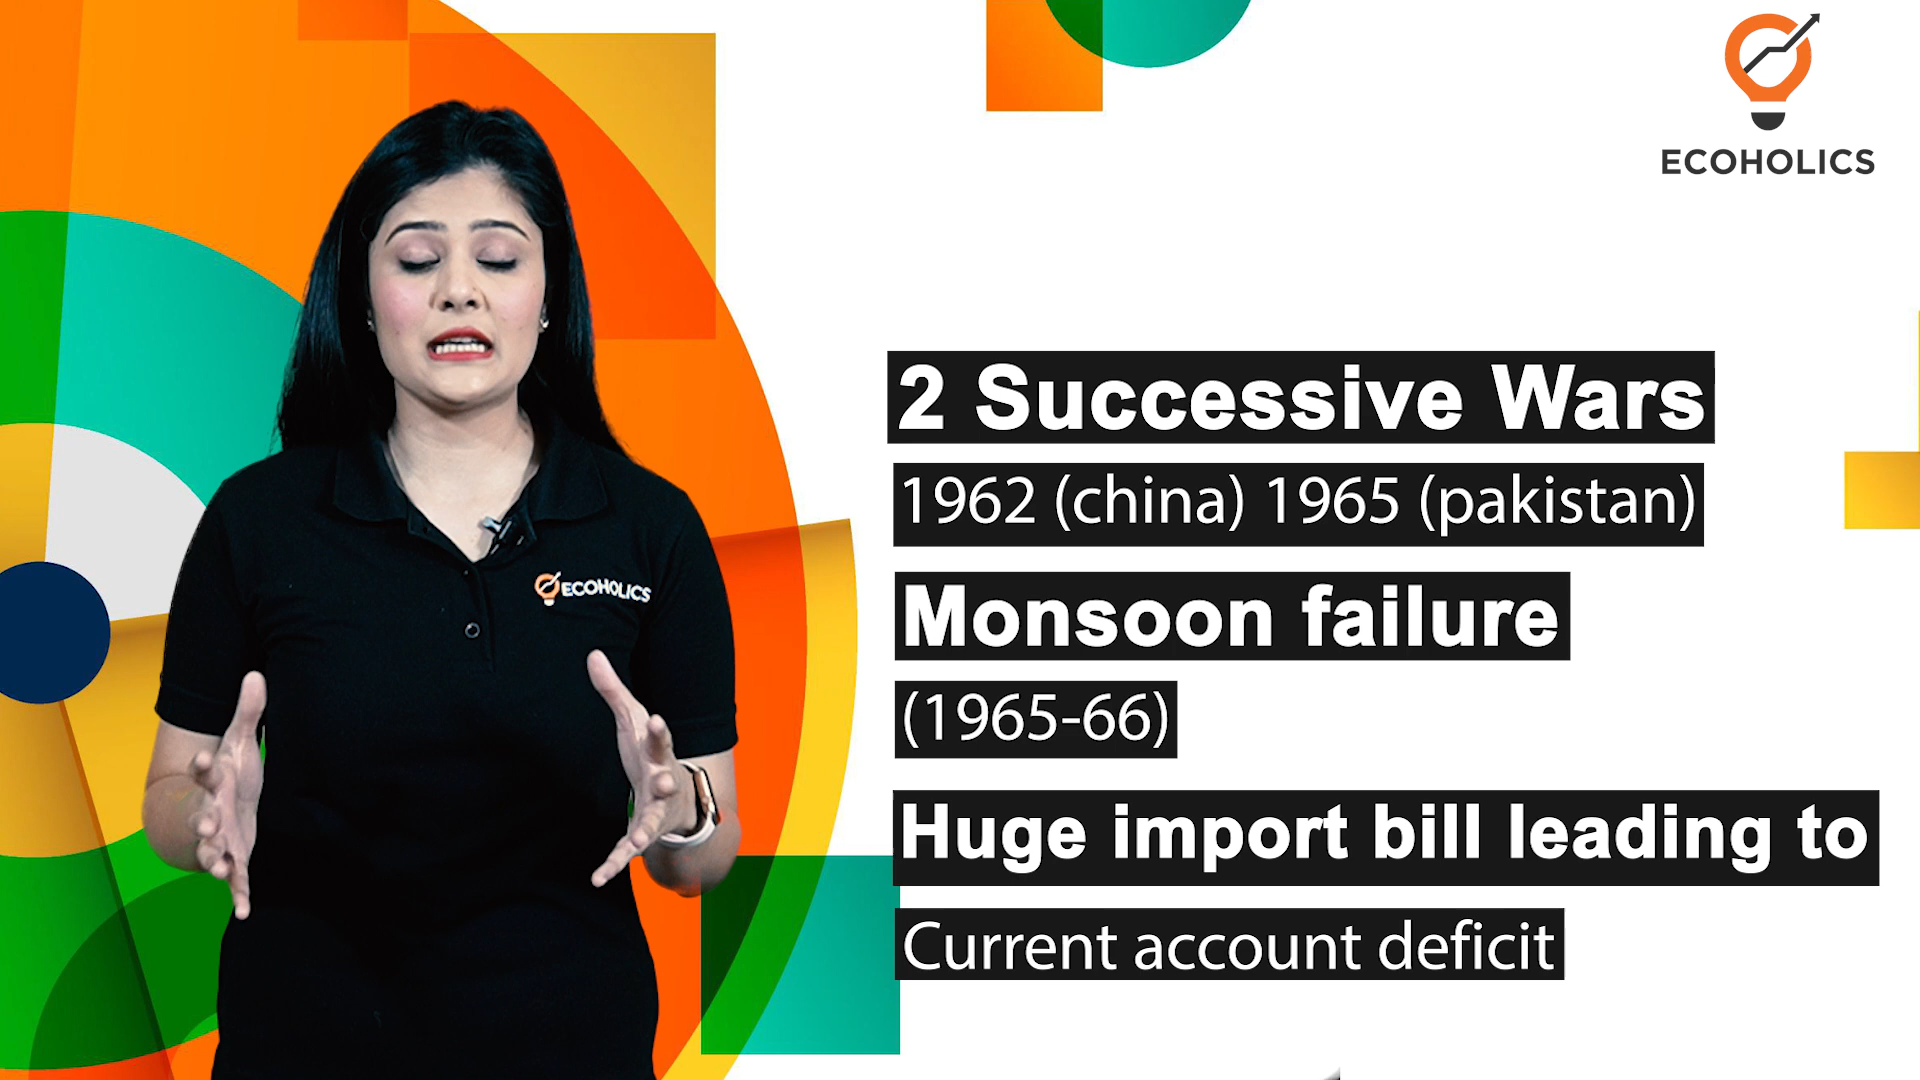 ECOHOLICS
2 Successive Wars
1962 (china) 1965 (pakistan)
ECOHOLICS
Monsoon failure
(1965-66)
Huge import bill leading to
Current account deficit